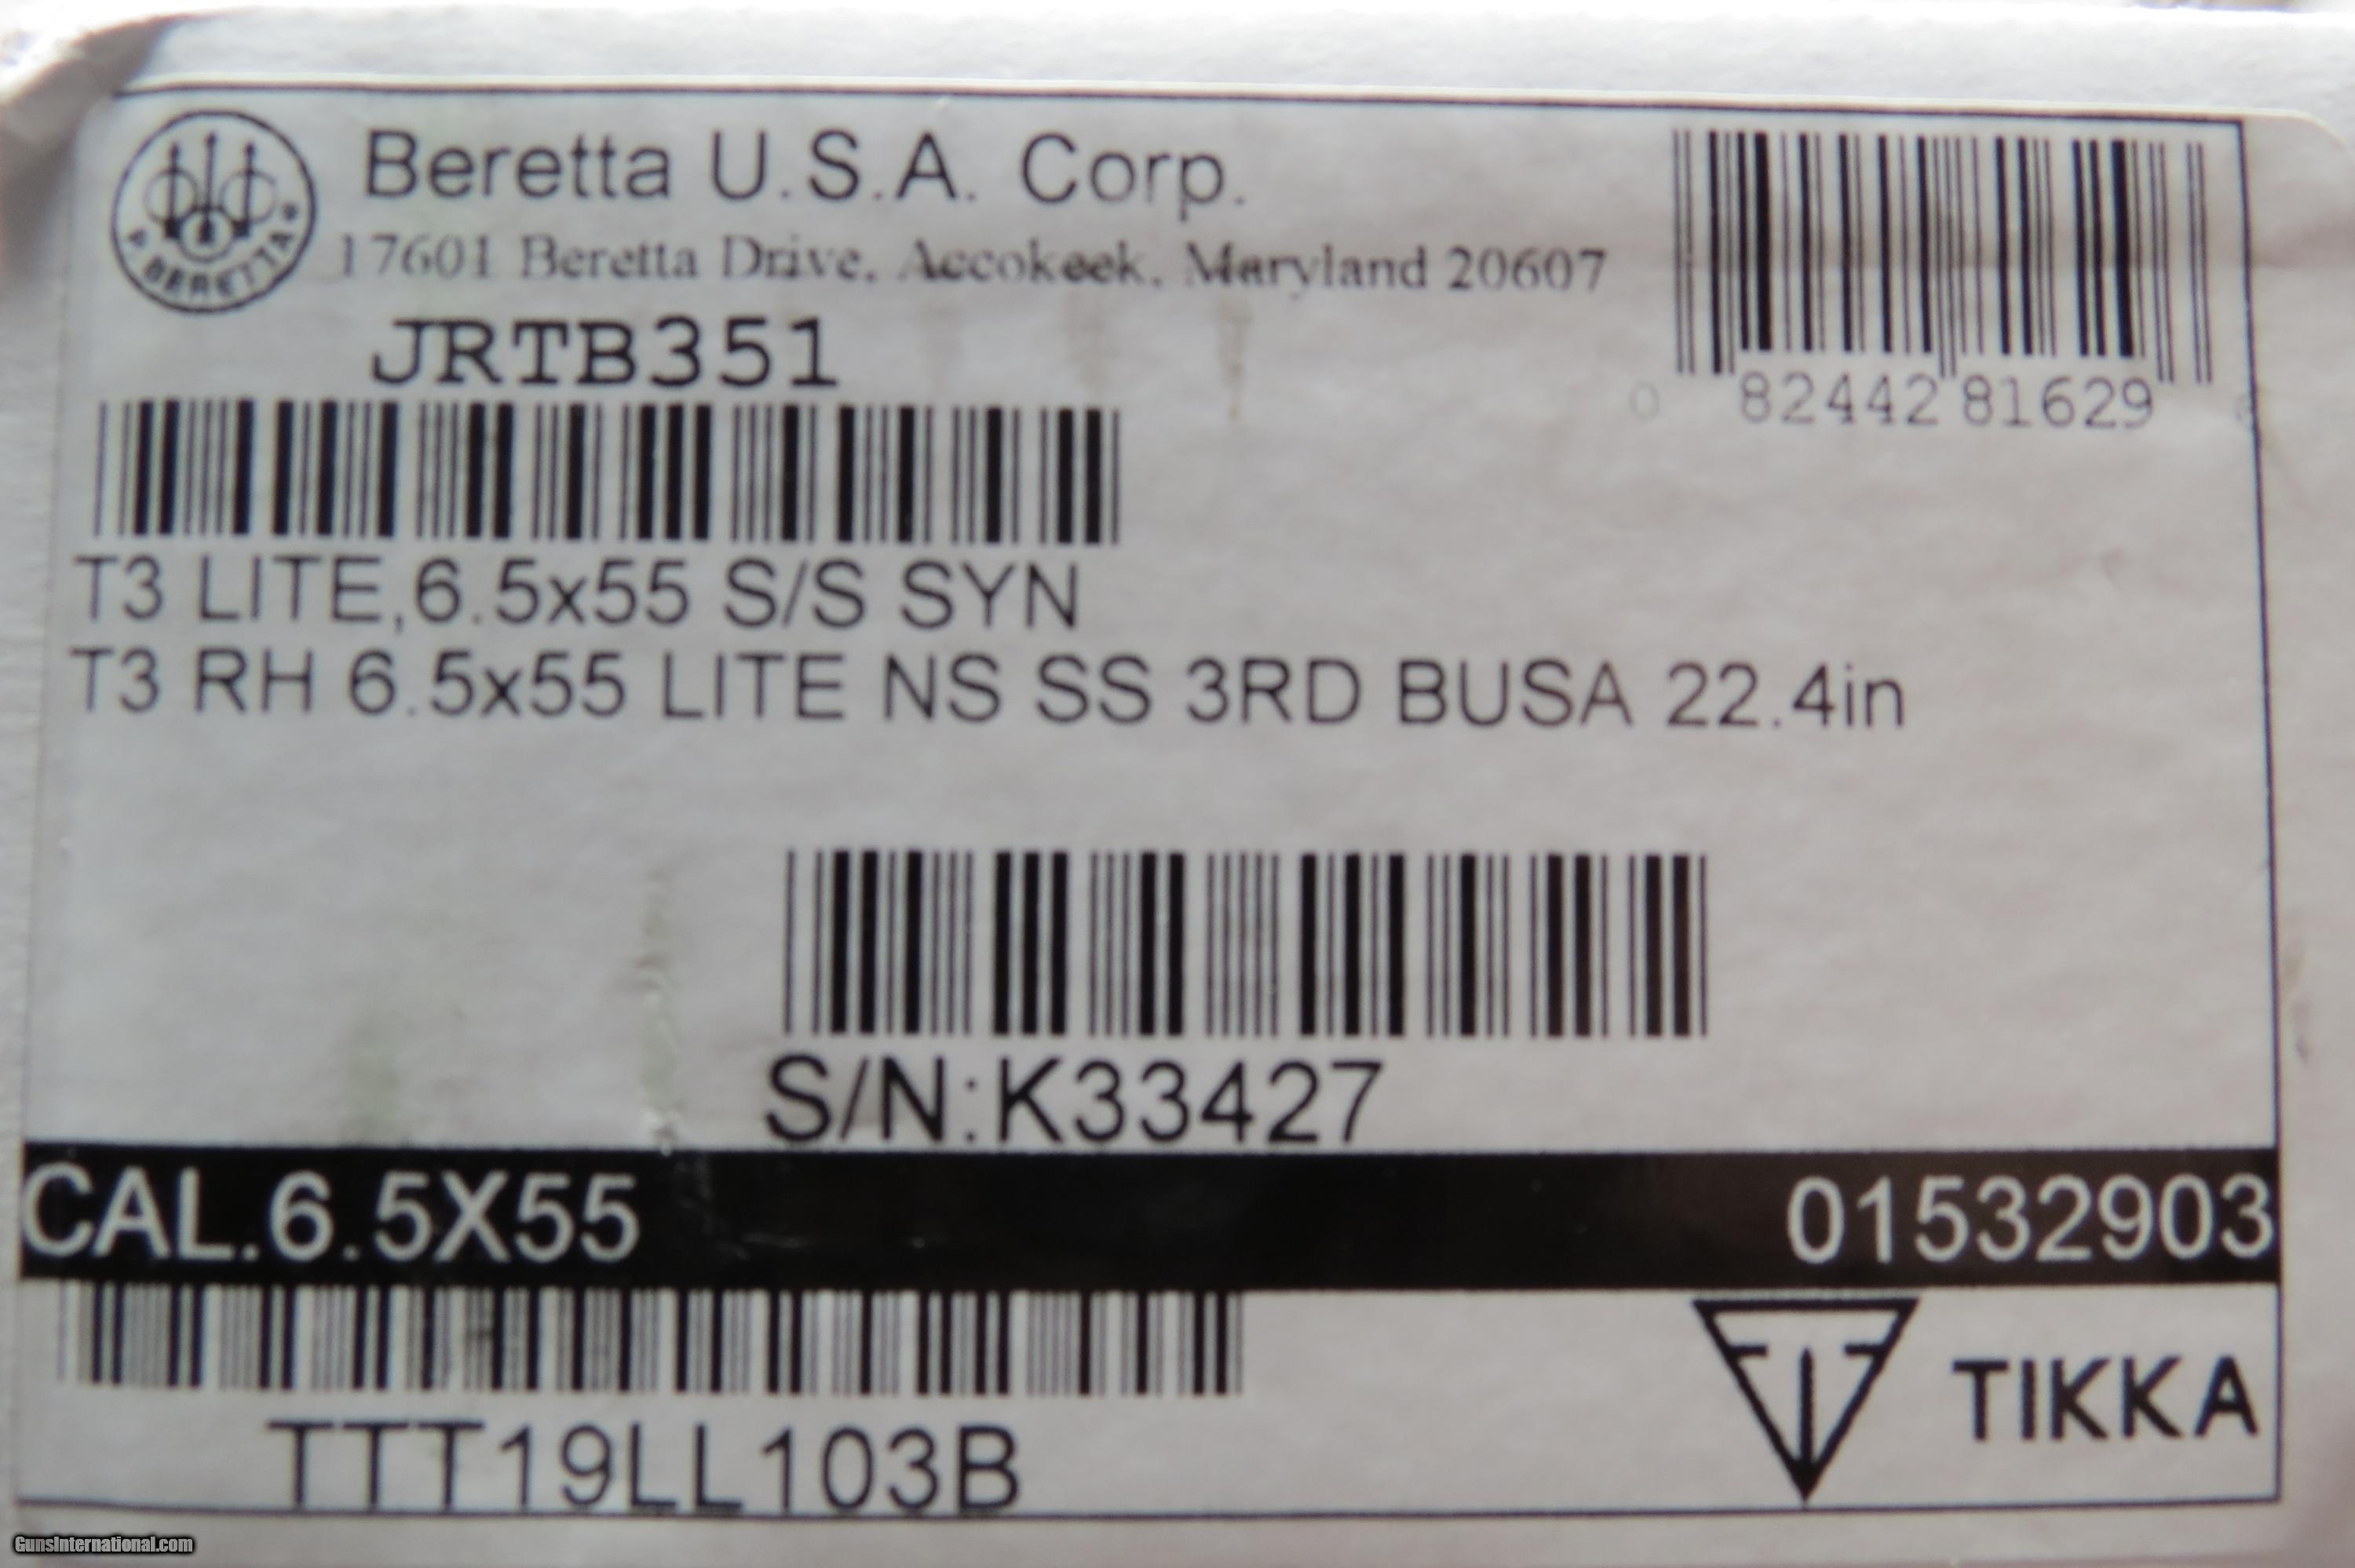 Beretta U.S.A. Corp.
17601 Beretta Drive, Accokeek, Maryland 20607
P. BERETTA
JRTB351
0 82442 81629
T3 LITE,6.5x55 S/S SYN
T3 RH 6.5x55 LITE NS SS 3RD BUSA 22.4in
S/N:K33427
CAL.6.5X55 01532903
TTT19LL103B
TIKKA
GunsInternational.com